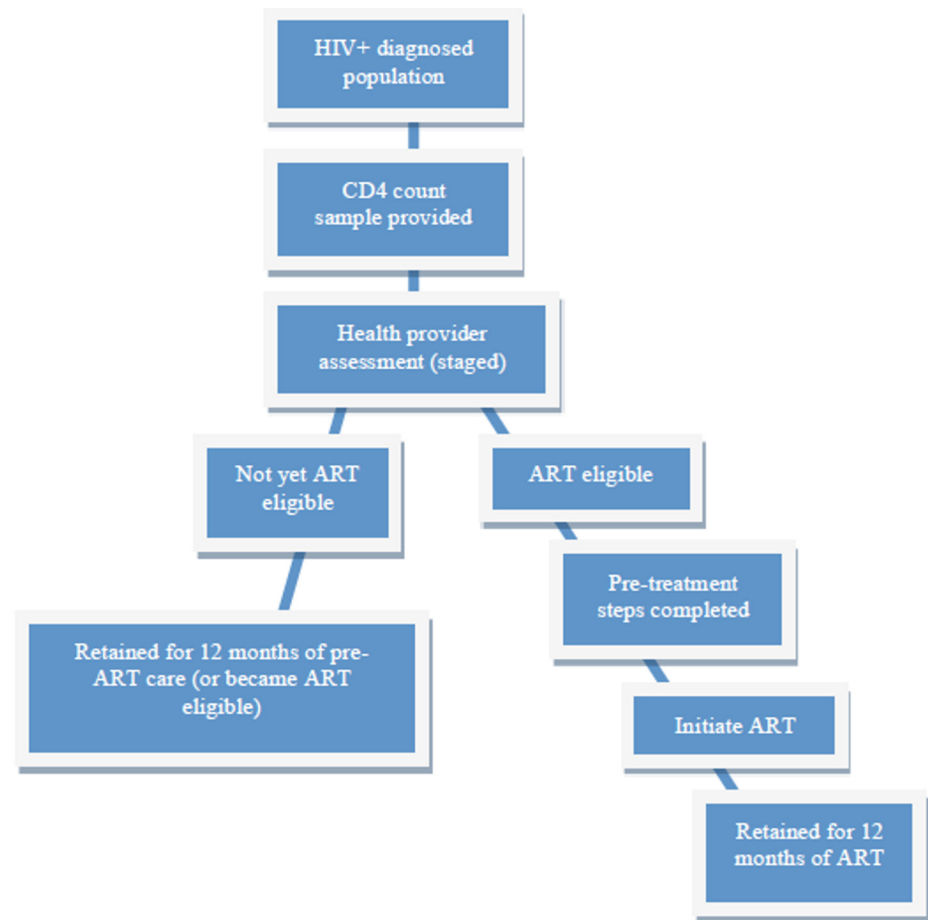 HIV+ diagnosed
population
CD4 count
sample provided
Health provider
assessment (staged)
Not yet ART
eligible
ART eligible
Pre-treatment
steps completed
Retained for 12 months of pre-
ART care (or became ART
eligible)
Initiate ART
Retained for 12
months of ART